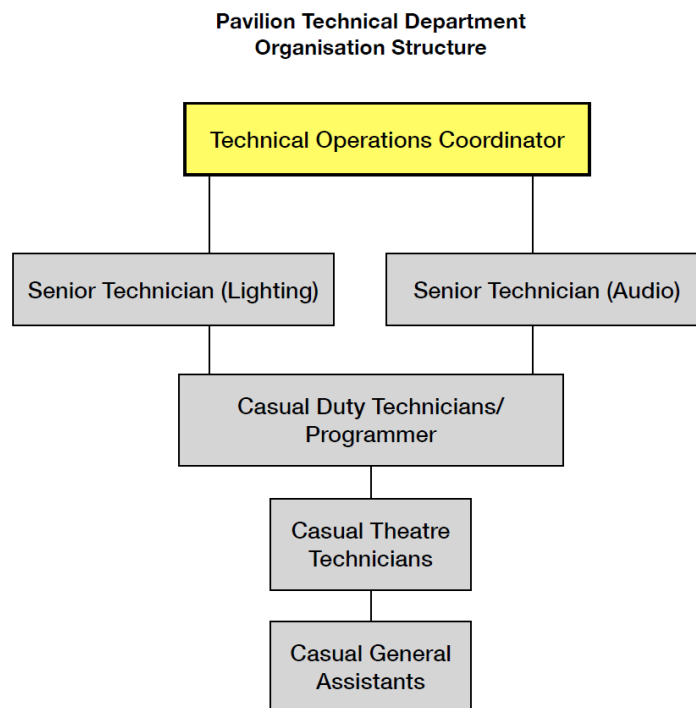 Pavilion Technical Department
Organisation Structure
Technical Operations Coordinator
Senior Technician (Lighting)
Senior Technician (Audio)
Casual Duty Technicians/
Programmer
Casual Theatre
Technicians
Casual General
Assistants